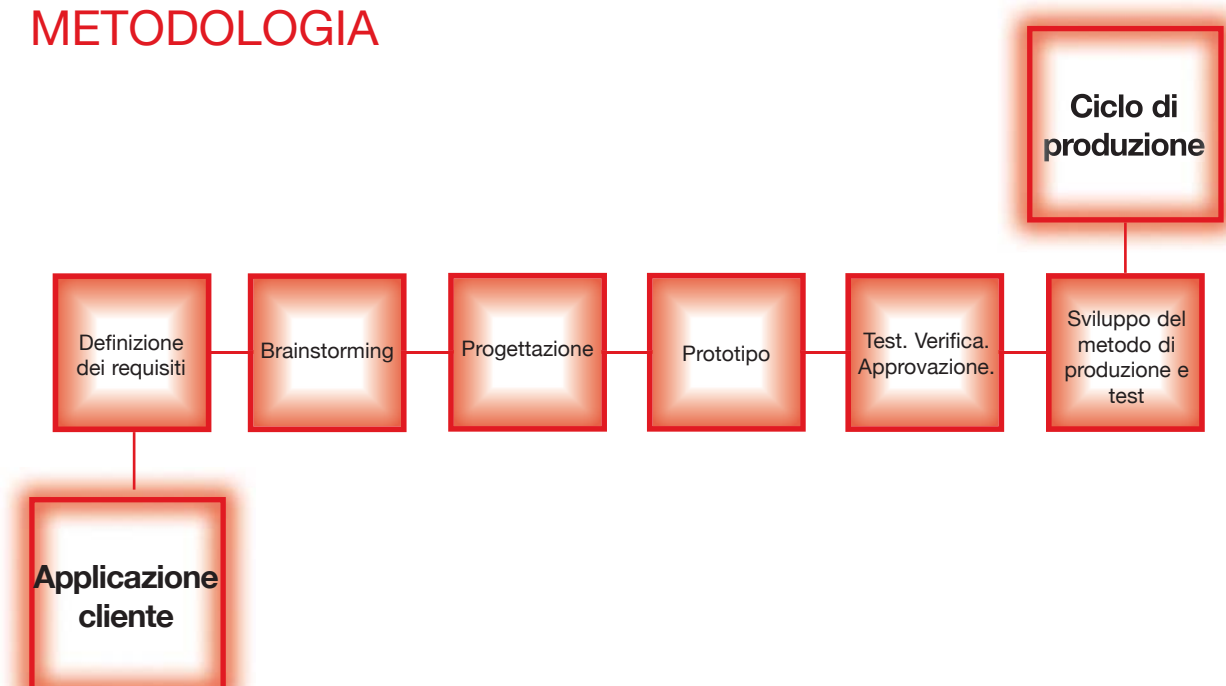 METODOLOGIA
Ciclo di
produzione
Definizione
dei requisiti
Brainstorming
Progettazione
Prototipo
Test. Verifica.
Approvazione.
Sviluppo del
metodo di
produzione e
test
Applicazione
cliente